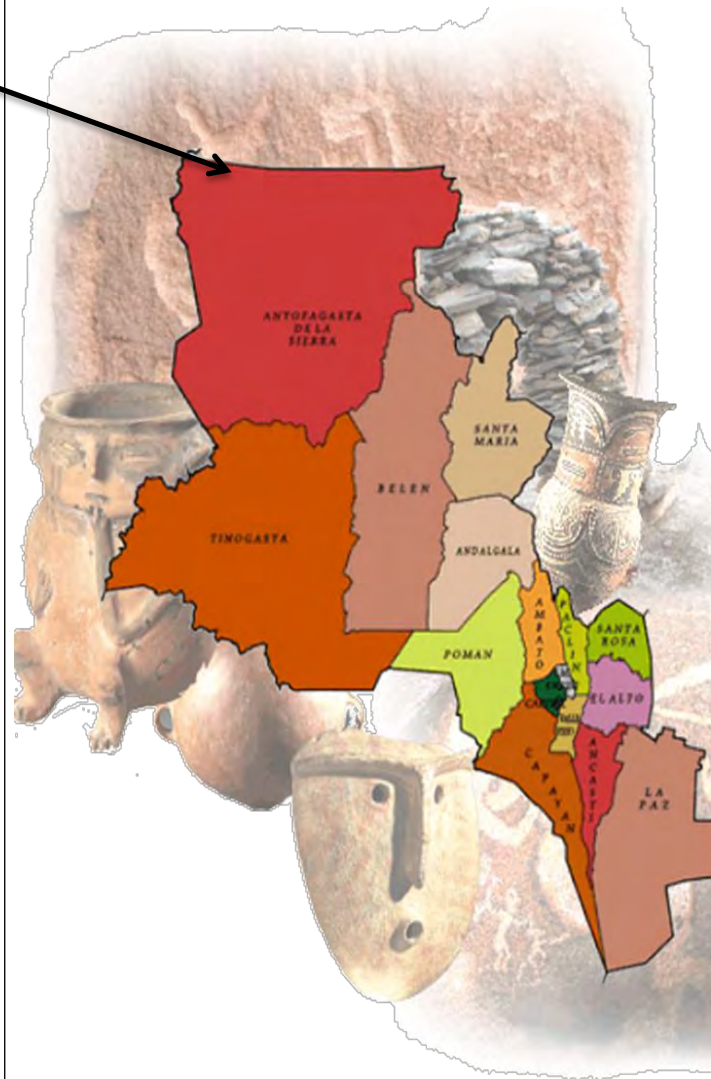 ANTOFAGASTA
DE LA
SIERRA
SANTA
MARIA
BELEN
TINOGASTA
ANDALGALA
AMBATO
PACLIN
SANTA
ROSA
POMAN
EL ALTO
CAPAYAN
ANCASTI
LA
PAZ